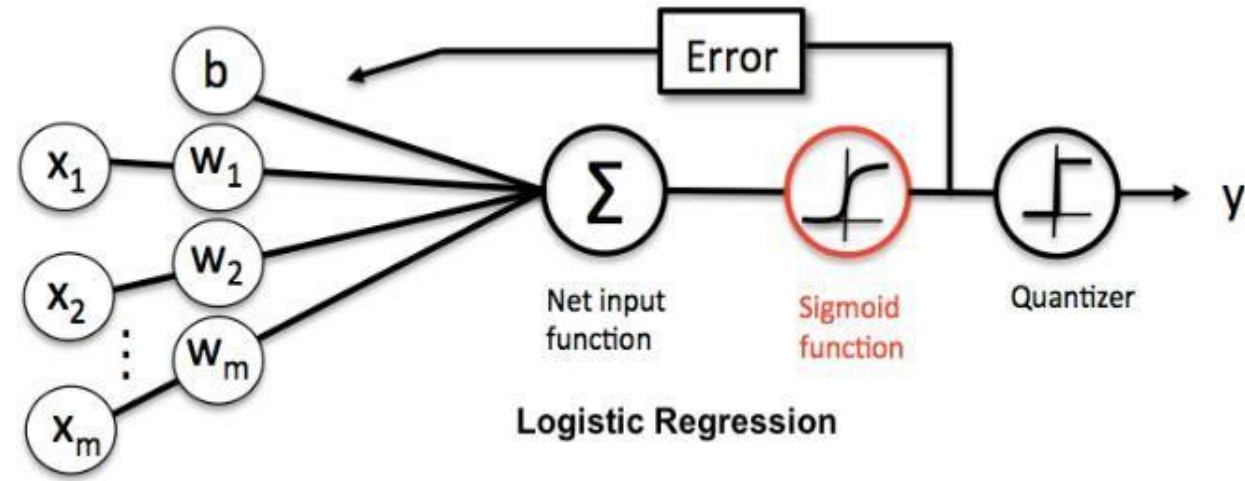 b
Error
x₁
w₁
Σ
y
x₂
w₂
Net input
function
Sigmoid
function
Quantizer
⋮
xₘ
wₘ
Logistic Regression